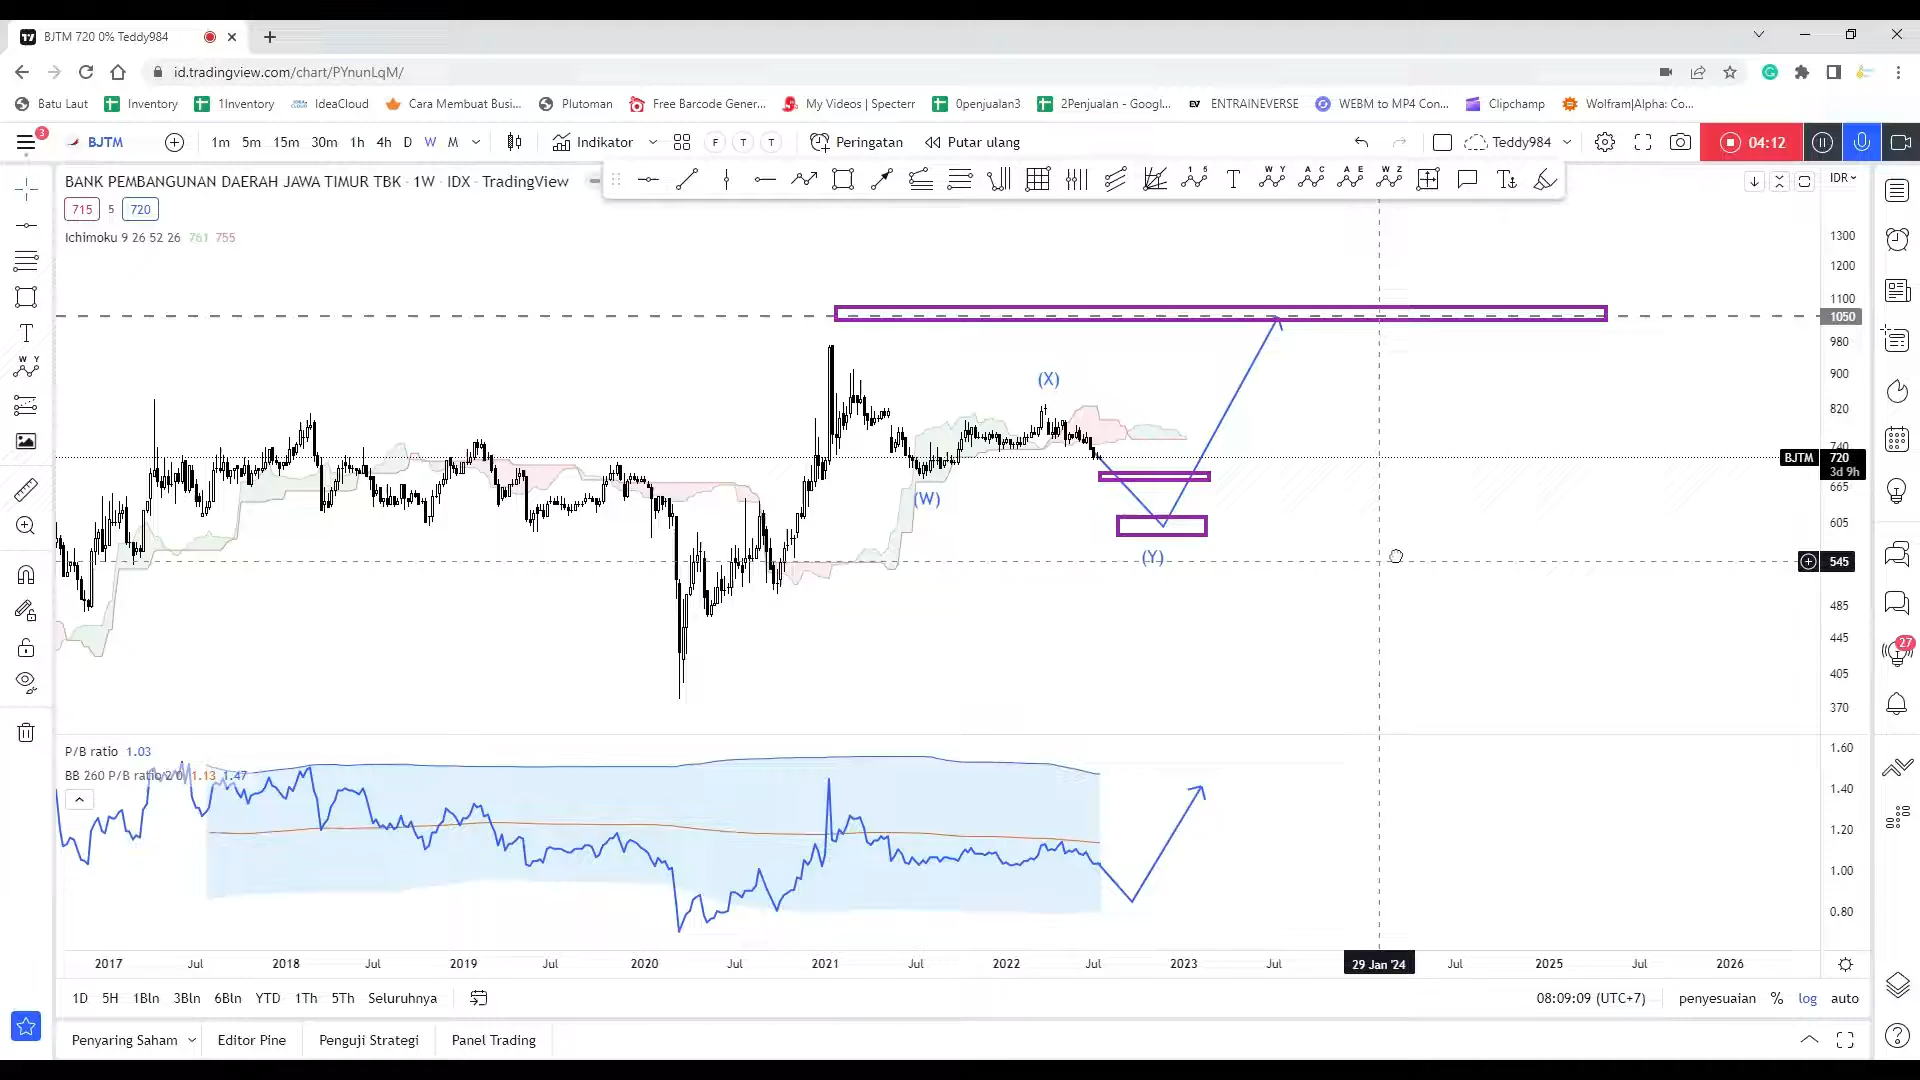 BJTM 720 0% Teddy984
id.tradingview.com/chart/PYnunLqM/
Batu Laut Inventory 1Inventory IdeaCloud Cara Membuat Busi... Plutoman Free Barcode Gener... My Videos | Specterr 0penjualan3 2Penjualan - Googl... EV ENTRAINEVERSE WEBM to MP4 Con... Clipchamp Wolfram|Alpha: Co...
3 BJTM 1m 5m 15m 30m 1h 4h D W M Indikator F T T Peringatan Putar ulang Teddy984 04:12
BANK PEMBANGUNAN DAERAH JAWA TIMUR TBK · 1W · IDX · TradingView
IDR
715 5 720
Ichimoku 9 26 52 26 761 755
1300
1200
1100
1050
980
900
820
740
BJTM 720
3d 9h
665
605
545
485
445
405
370
(X)
(W)
(Y)
27
P/B ratio 1.03
BB 260 P/B ratio 2 0 1.13 1.47
1.60
1.40
1.20
1.00
0.80
2017 Jul 2018 Jul 2019 Jul 2020 Jul 2021 Jul 2022 Jul 2023 Jul 29 Jan '24 Jul 2025 Jul 2026
1D 5H 1Bln 3Bln 6Bln YTD 1Th 5Th Seluruhnya 08:09:09 (UTC+7) penyesuaian % log auto
Penyaring Saham Editor Pine Penguji Strategi Panel Trading